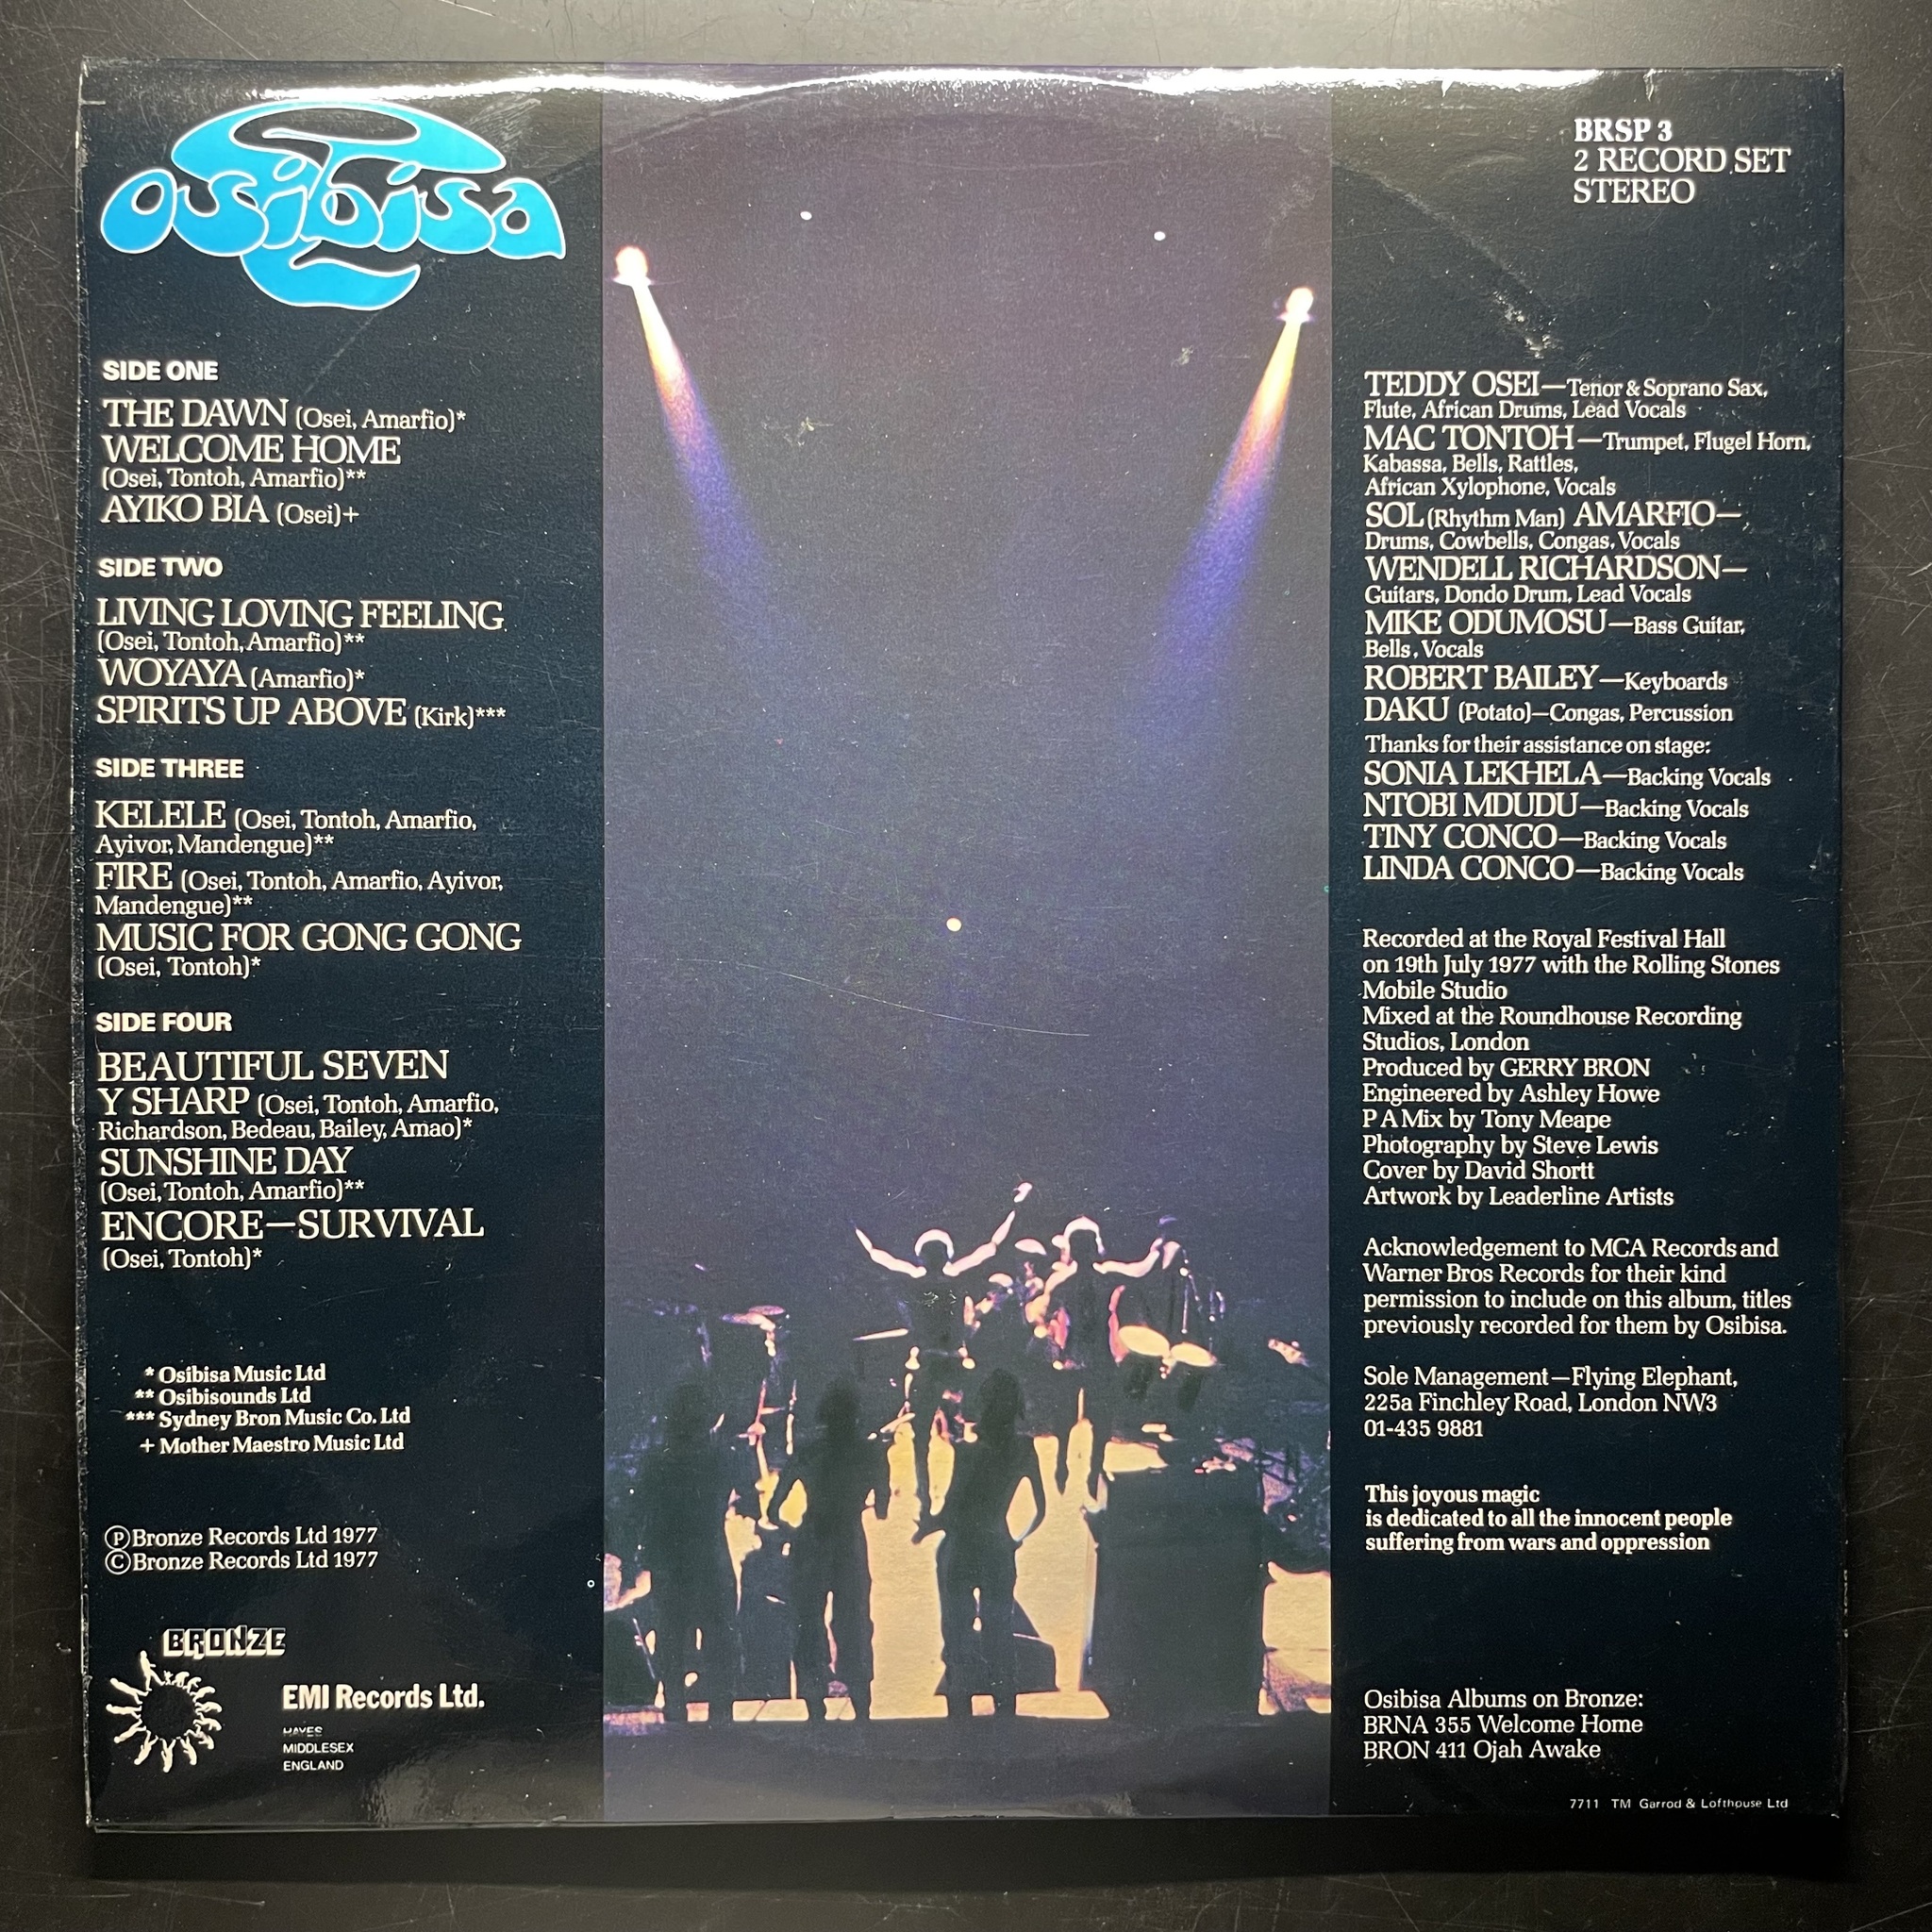 Osibisa
SIDE ONE
THE DAWN (Osei, Amarfio)*
WELCOME HOME
(Osei, Tontoh, Amarfio)**
AYIKO BIA (Osei)+
SIDE TWO
LIVING LOVING FEELING
(Osei, Tontoh, Amarfio)**
WOYAYA (Amarfio)*
SPIRITS UP ABOVE (Kirk)***
SIDE THREE
KELELE (Osei, Tontoh, Amarfio,
Ayivor, Mandengue)**
FIRE (Osei, Tontoh, Amarfio, Ayivor,
Mandengue)**
MUSIC FOR GONG GONG
(Osei, Tontoh)*
SIDE FOUR
BEAUTIFUL SEVEN
Y SHARP (Osei, Tontoh, Amarfio,
Richardson, Bedeau, Bailey, Amao)*
SUNSHINE DAY
(Osei, Tontoh, Amarfio)**
ENCORE—SURVIVAL
(Osei, Tontoh)*
* Osibisa Music Ltd
** Osibisounds Ltd
*** Sydney Bron Music Co. Ltd
+ Mother Maestro Music Ltd
Ⓟ Bronze Records Ltd 1977
© Bronze Records Ltd 1977
BRONZE
EMI Records Ltd.
HAYES
MIDDLESEX
ENGLAND
BRSP 3
2 RECORD SET
STEREO
TEDDY OSEI—Tenor & Soprano Sax,
Flute, African Drums, Lead Vocals
MAC TONTOH—Trumpet, Flugel Horn,
Kabassa, Bells, Rattles,
African Xylophone, Vocals
SOL (Rhythm Man) AMARFIO—
Drums, Cowbells, Congas, Vocals
WENDELL RICHARDSON—
Guitars, Dondo Drum, Lead Vocals
MIKE ODUMOSU—Bass Guitar,
Bells, Vocals
ROBERT BAILEY—Keyboards
DAKU (Potato)—Congas, Percussion
Thanks for their assistance on stage:
SONIA LEKHELA—Backing Vocals
NTOBI MDUDU—Backing Vocals
TINY CONCO—Backing Vocals
LINDA CONCO—Backing Vocals
Recorded at the Royal Festival Hall
on 19th July 1977 with the Rolling Stones
Mobile Studio
Mixed at the Roundhouse Recording
Studios, London
Produced by GERRY BRON
Engineered by Ashley Howe
P A Mix by Tony Meape
Photography by Steve Lewis
Cover by David Shortt
Artwork by Leaderline Artists
Acknowledgement to MCA Records and
Warner Bros Records for their kind
permission to include on this album, titles
previously recorded for them by Osibisa.
Sole Management—Flying Elephant,
225a Finchley Road, London NW3
01-435 9881
This joyous magic
is dedicated to all the innocent people
suffering from wars and oppression
Osibisa Albums on Bronze:
BRNA 355 Welcome Home
BRON 411 Ojah Awake
7711 TM Garrod & Lofthouse Ltd